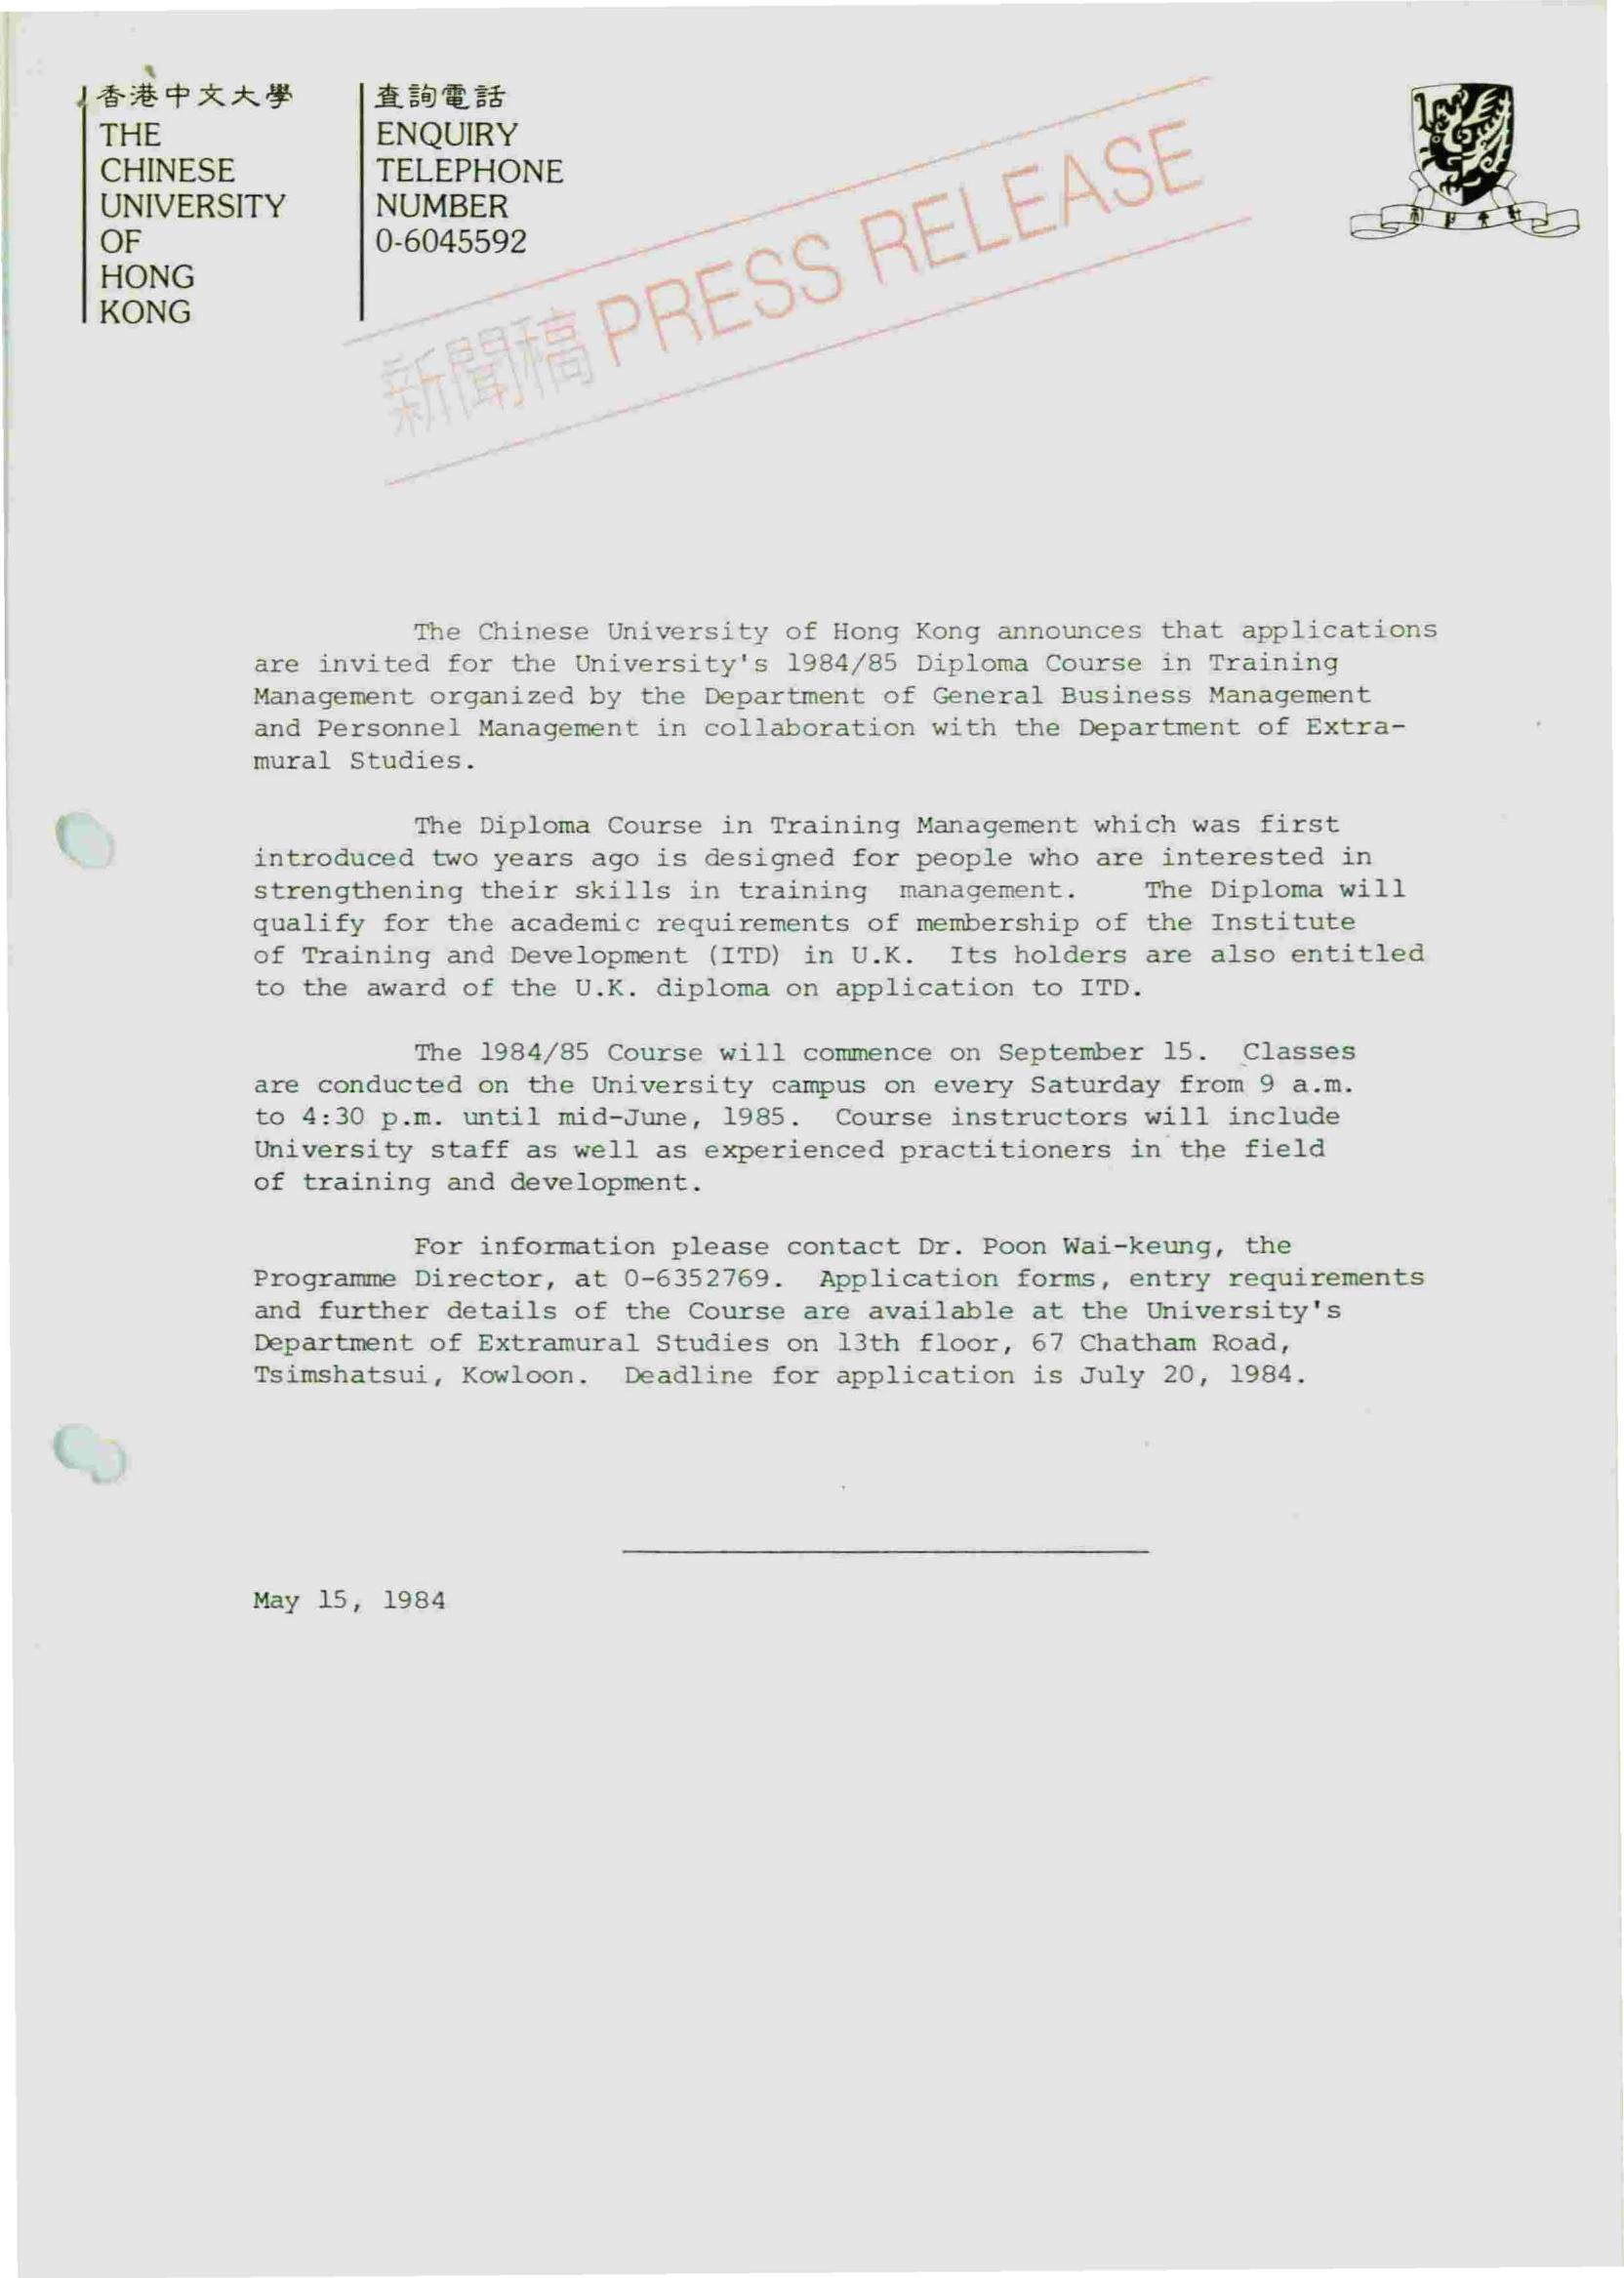 香港中文大學
THE
CHINESE
UNIVERSITY
OF
HONG
KONG
查詢電話
ENQUIRY
TELEPHONE
NUMBER
0-6045592
新聞稿 PRESS RELEASE
The Chinese University of Hong Kong announces that applications
are invited for the University's 1984/85 Diploma Course in Training
Management organized by the Department of General Business Management
and Personnel Management in collaboration with the Department of Extra-
mural Studies.
The Diploma Course in Training Management which was first
introduced two years ago is designed for people who are interested in
strengthening their skills in training management. The Diploma will
qualify for the academic requirements of membership of the Institute
of Training and Development (ITD) in U.K. Its holders are also entitled
to the award of the U.K. diploma on application to ITD.
The 1984/85 Course will commence on September 15. Classes
are conducted on the University campus on every Saturday from 9 a.m.
to 4:30 p.m. until mid-June, 1985. Course instructors will include
University staff as well as experienced practitioners in the field
of training and development.
For information please contact Dr. Poon Wai-keung, the
Programme Director, at 0-6352769. Application forms, entry requirements
and further details of the Course are available at the University's
Department of Extramural Studies on 13th floor, 67 Chatham Road,
Tsimshatsui, Kowloon. Deadline for application is July 20, 1984.
May 15, 1984